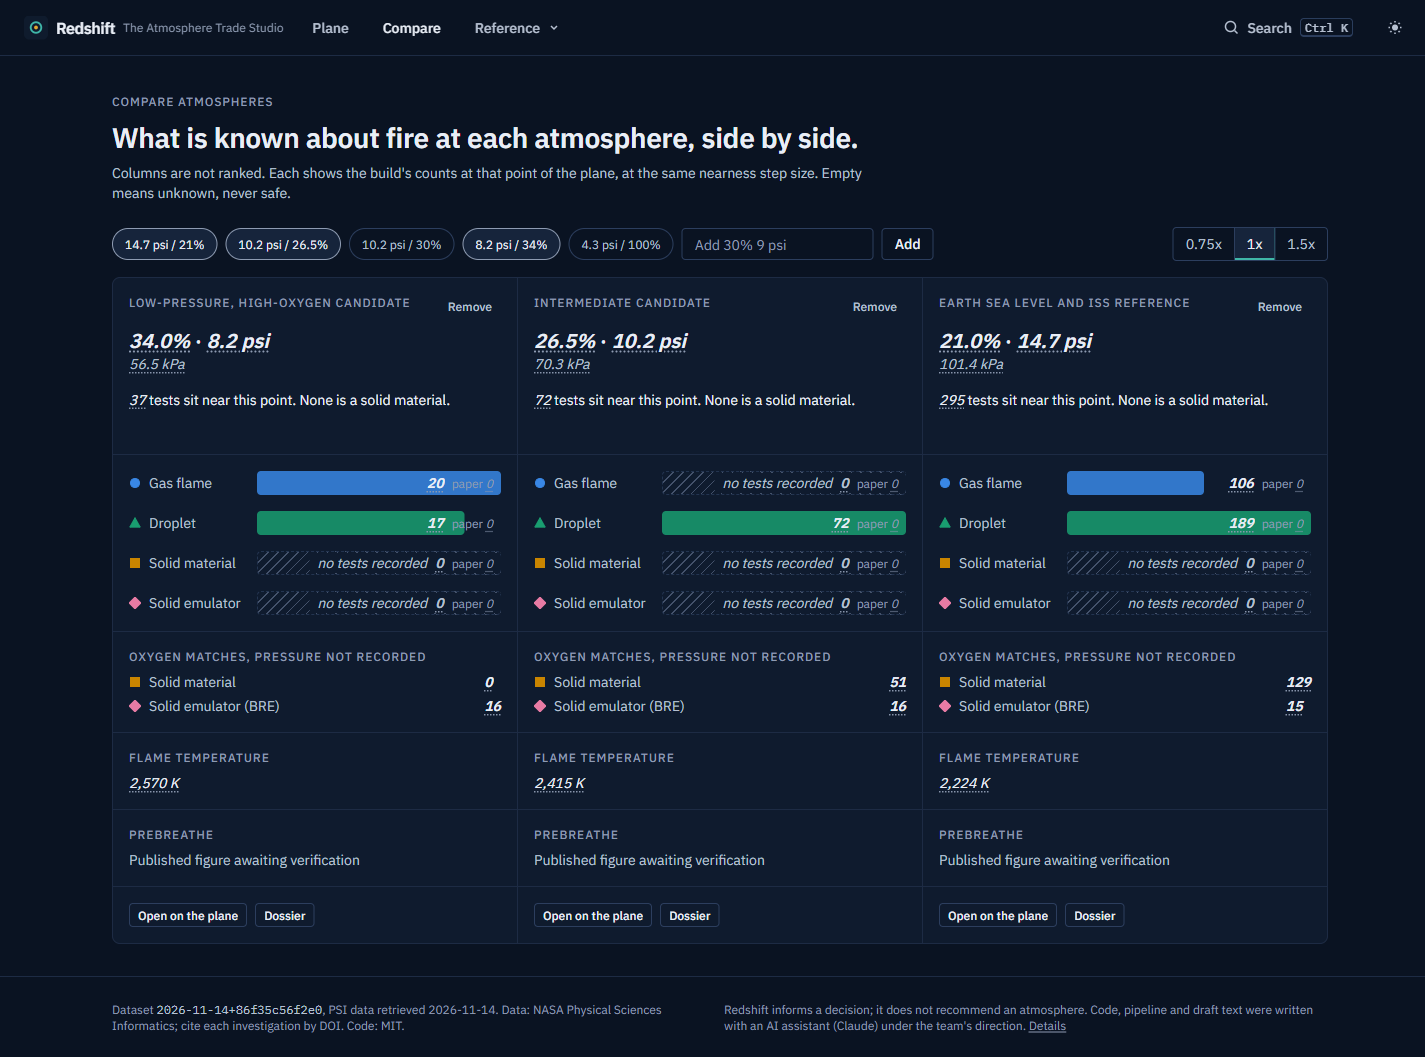 Redshift The Atmosphere Trade Studio Plane Compare Reference Search Ctrl K
COMPARE ATMOSPHERES
What is known about fire at each atmosphere, side by side.
Columns are not ranked. Each shows the build's counts at that point of the plane, at the same nearness step size. Empty
means unknown, never safe.
14.7 psi / 21% 10.2 psi / 26.5% 10.2 psi / 30% 8.2 psi / 34% 4.3 psi / 100% Add 30% 9 psi Add 0.75x 1x 1.5x
LOW-PRESSURE, HIGH-OXYGEN CANDIDATE Remove
34.0% · 8.2 psi
56.5 kPa
37 tests sit near this point. None is a solid material.
Gas flame 20 paper 0
Droplet 17 paper 0
Solid material no tests recorded 0 paper 0
Solid emulator no tests recorded 0 paper 0
OXYGEN MATCHES, PRESSURE NOT RECORDED
Solid material 0
Solid emulator (BRE) 16
FLAME TEMPERATURE
2,570 K
PREBREATHE
Published figure awaiting verification
Open on the plane Dossier
INTERMEDIATE CANDIDATE Remove
26.5% · 10.2 psi
70.3 kPa
72 tests sit near this point. None is a solid material.
Gas flame no tests recorded 0 paper 0
Droplet 72 paper 0
Solid material no tests recorded 0 paper 0
Solid emulator no tests recorded 0 paper 0
OXYGEN MATCHES, PRESSURE NOT RECORDED
Solid material 51
Solid emulator (BRE) 16
FLAME TEMPERATURE
2,415 K
PREBREATHE
Published figure awaiting verification
Open on the plane Dossier
EARTH SEA LEVEL AND ISS REFERENCE Remove
21.0% · 14.7 psi
101.4 kPa
295 tests sit near this point. None is a solid material.
Gas flame 106 paper 0
Droplet 189 paper 0
Solid material no tests recorded 0 paper 0
Solid emulator no tests recorded 0 paper 0
OXYGEN MATCHES, PRESSURE NOT RECORDED
Solid material 129
Solid emulator (BRE) 15
FLAME TEMPERATURE
2,224 K
PREBREATHE
Published figure awaiting verification
Open on the plane Dossier
Dataset 2026-11-14+86f35c56f2e0, PSI data retrieved 2026-11-14. Data: NASA Physical Sciences
Informatics; cite each investigation by DOI. Code: MIT.
Redshift informs a decision; it does not recommend an atmosphere. Code, pipeline and draft text were written
with an AI assistant (Claude) under the team's direction. Details